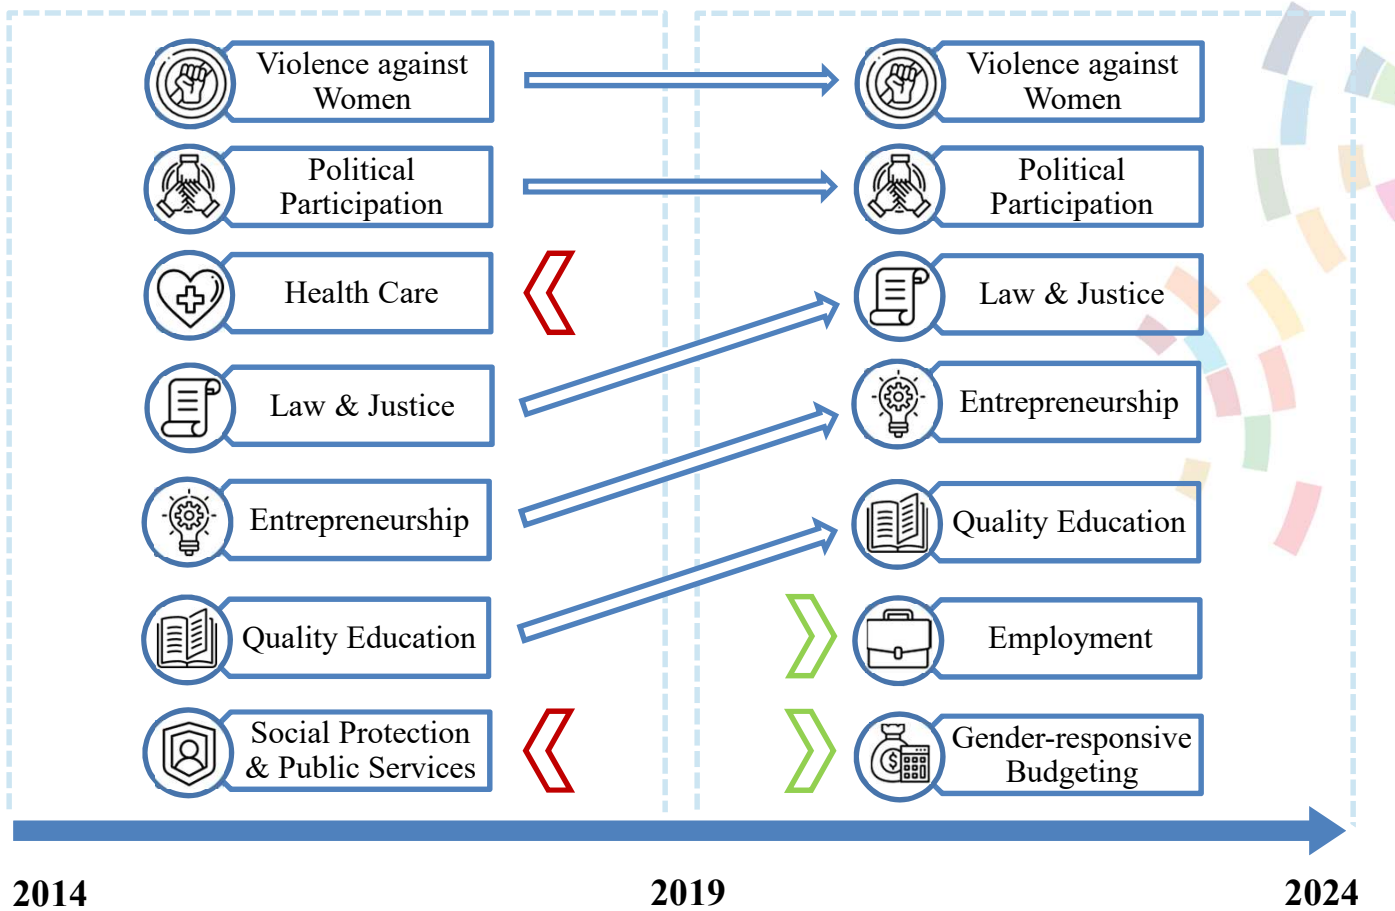 Violence against
Women
Political
Participation
Health Care
Law & Justice
Entrepreneurship
Quality Education
Social Protection
& Public Services
Violence against
Women
Political
Participation
Law & Justice
Entrepreneurship
Quality Education
Employment
Gender-responsive
Budgeting
2014
2019
2024